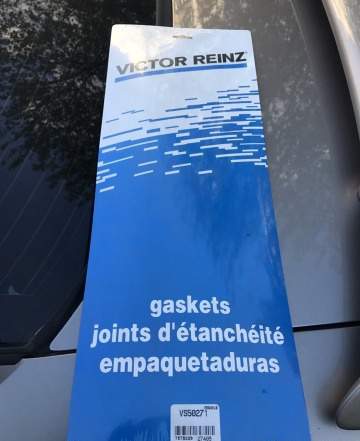 VICTOR REINZ
gaskets
joints d'étanchéité
empaquetaduras
VS50271